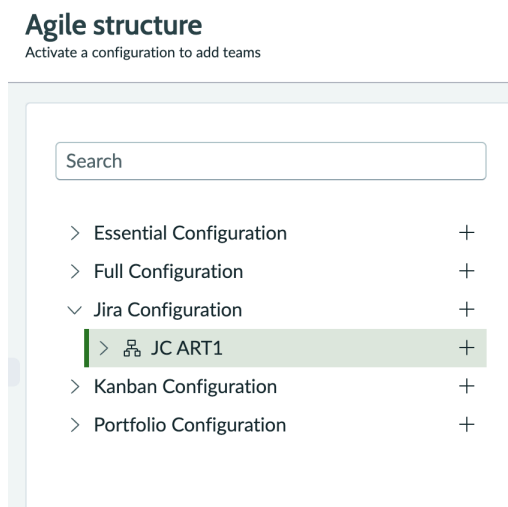 Agile structure
Activate a configuration to add teams
Search
Essential Configuration
Full Configuration
Jira Configuration
JC ART1
Kanban Configuration
Portfolio Configuration